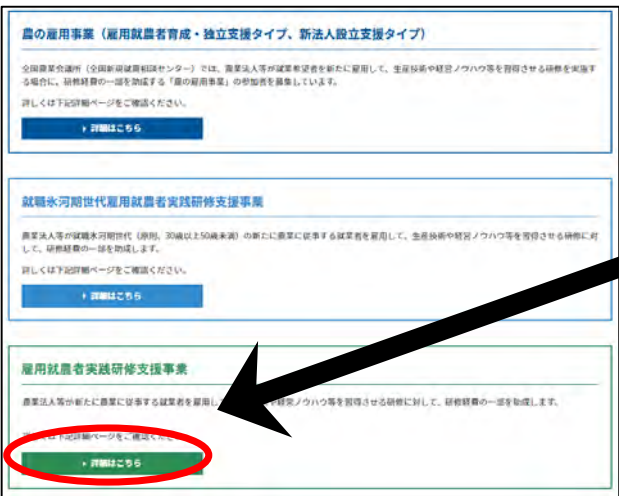 農の雇用事業（雇用就農者育成・独立支援タイプ、新法人設立支援タイプ）
全国農業会議所（全国新規就農相談センター）では、農業法人等が就業希望者を新たに雇用して、生産技術や経営ノウハウ等を習得させる研修を実施す
る場合に、研修経費の一部を助成する「農の雇用事業」の参加者を募集しています。
詳しくは下記詳細ページをご確認ください。
詳細はこちら
就職氷河期世代雇用就農者実践研修支援事業
農業法人等が就職氷河期世代（原則、30歳以上50歳未満）の新たに農業に従事する就業者を雇用して、生産技術や経営ノウハウ等を習得させる研修に対
して、研修経費の一部を助成します。
詳しくは下記詳細ページをご確認ください。
詳細はこちら
雇用就農者実践研修支援事業
農業法人等が新たに農業に従事する就業者を雇用し 経営ノウハウ等を習得させる研修に対して、研修経費の一部を助成します。
は下記詳細ページをご確認くだ
詳細はこちら